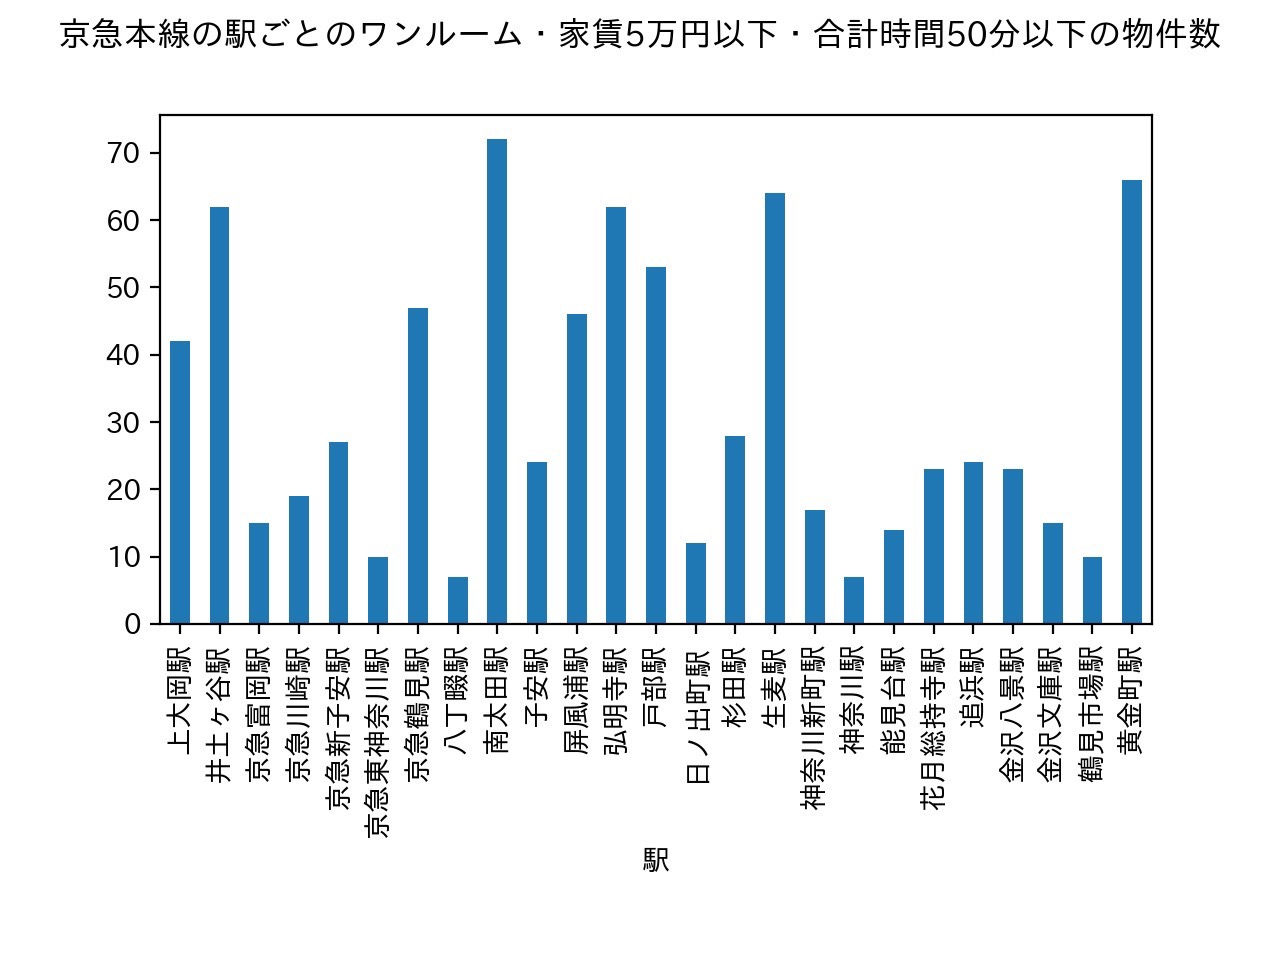 京急本線の駅ごとのワンルーム・家賃5万円以下・合計時間50分以下の物件数
70
60
50
40
30
20
10
0
上大岡駅
井土ヶ谷駅
京急富岡駅
京急川崎駅
京急新子安駅
京急東神奈川駅
京急鶴見駅
八丁畷駅
南太田駅
子安駅
屏風浦駅
弘明寺駅
戸部駅
日ノ出町駅
杉田駅
生麦駅
神奈川新町駅
神奈川駅
能見台駅
花月総持寺駅
追浜駅
金沢八景駅
金沢文庫駅
鶴見市場駅
黄金町駅
駅